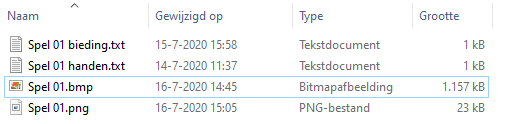 Naam Gewijzigd op Type Grootte
Spel 01 bieding.txt 15-7-2020 15:58 Tekstdocument 1 kB
Spel 01 handen.txt 14-7-2020 11:37 Tekstdocument 1 kB
Spel 01.bmp 16-7-2020 14:45 Bitmapafbeelding 1.157 kB
Spel 01.png 16-7-2020 15:05 PNG-bestand 23 kB